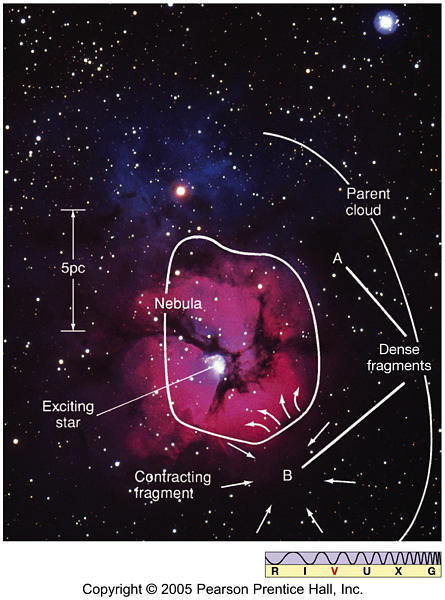 Parent
cloud
A
5pc
Nebula
Dense
fragments
Exciting
star
Contracting
fragment
B
R I V U X G
Copyright © 2005 Pearson Prentice Hall, Inc.